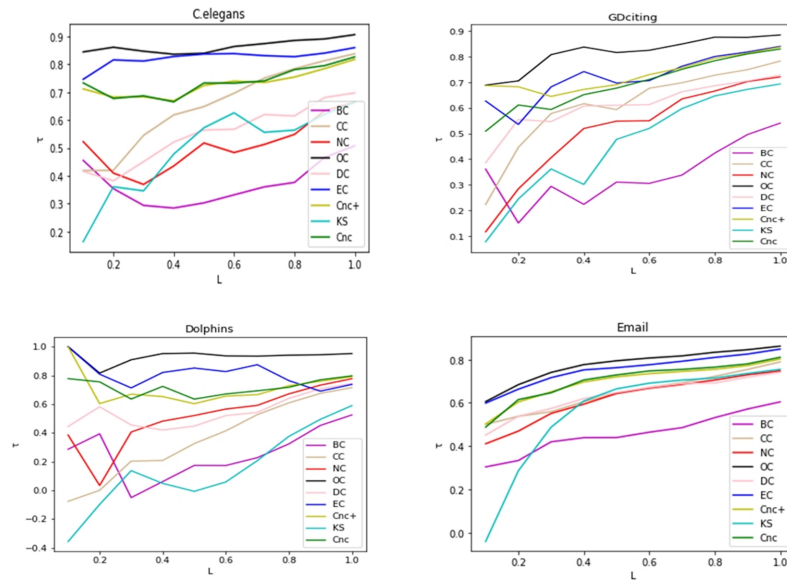 C.elegans
0.9
0.8
0.7
0.6
0.5
0.4
0.3
0.2
τ
0.2 0.4 0.6 0.8 1.0
L
BC
CC
NC
OC
DC
EC
Cnc+
KS
Cnc
GDciting
0.9
0.8
0.7
0.6
0.5
0.4
0.3
0.2
0.1
τ
0.2 0.4 0.6 0.8 1.0
L
BC
CC
NC
OC
DC
EC
Cnc+
KS
Cnc
Dolphins
1.0
0.8
0.6
0.4
0.2
0.0
−0.2
−0.4
τ
0.2 0.4 0.6 0.8 1.0
L
BC
CC
NC
OC
DC
EC
Cnc+
KS
Cnc
Email
0.8
0.6
0.4
0.2
0.0
τ
0.2 0.4 0.6 0.8 1.0
L
BC
CC
NC
OC
DC
EC
Cnc+
KS
Cnc